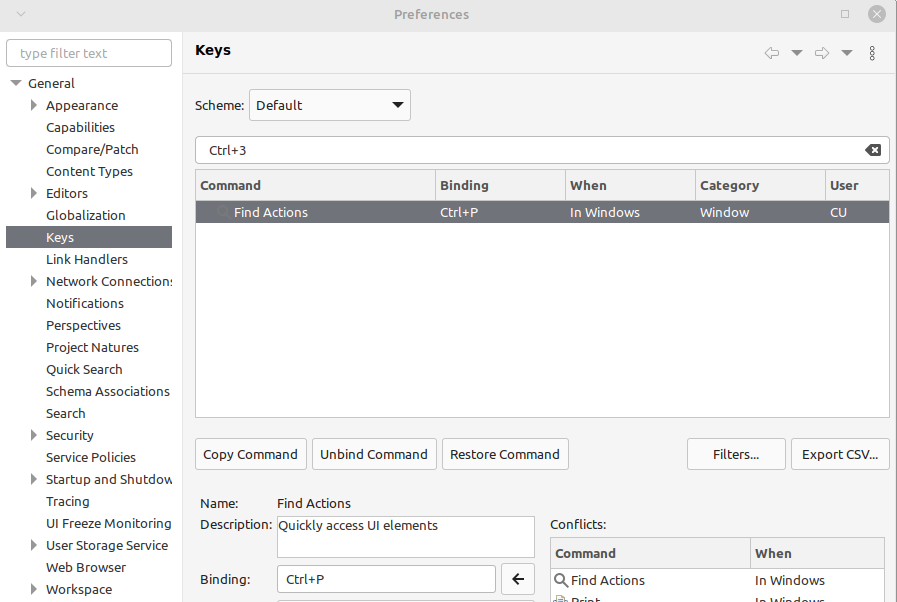 Preferences
type filter text
General
Appearance
Capabilities
Compare/Patch
Content Types
Editors
Globalization
Keys
Link Handlers
Network Connections
Notifications
Perspectives
Project Natures
Quick Search
Schema Associations
Search
Security
Service Policies
Startup and Shutdow
Tracing
UI Freeze Monitoring
User Storage Service
Web Browser
Workspace
Keys
Scheme: Default
Ctrl+3
Command Binding When Category User
Find Actions Ctrl+P In Windows Window CU
Copy Command Unbind Command Restore Command Filters... Export CSV...
Name: Find Actions
Description: Quickly access UI elements
Binding: Ctrl+P
Conflicts:
Command When
Find Actions In Windows
Print In Windows